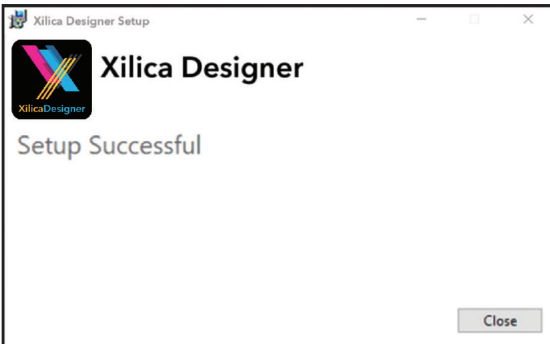 Xilica Designer Setup
Xilica Designer
XilicaDesigner
Setup Successful
Close